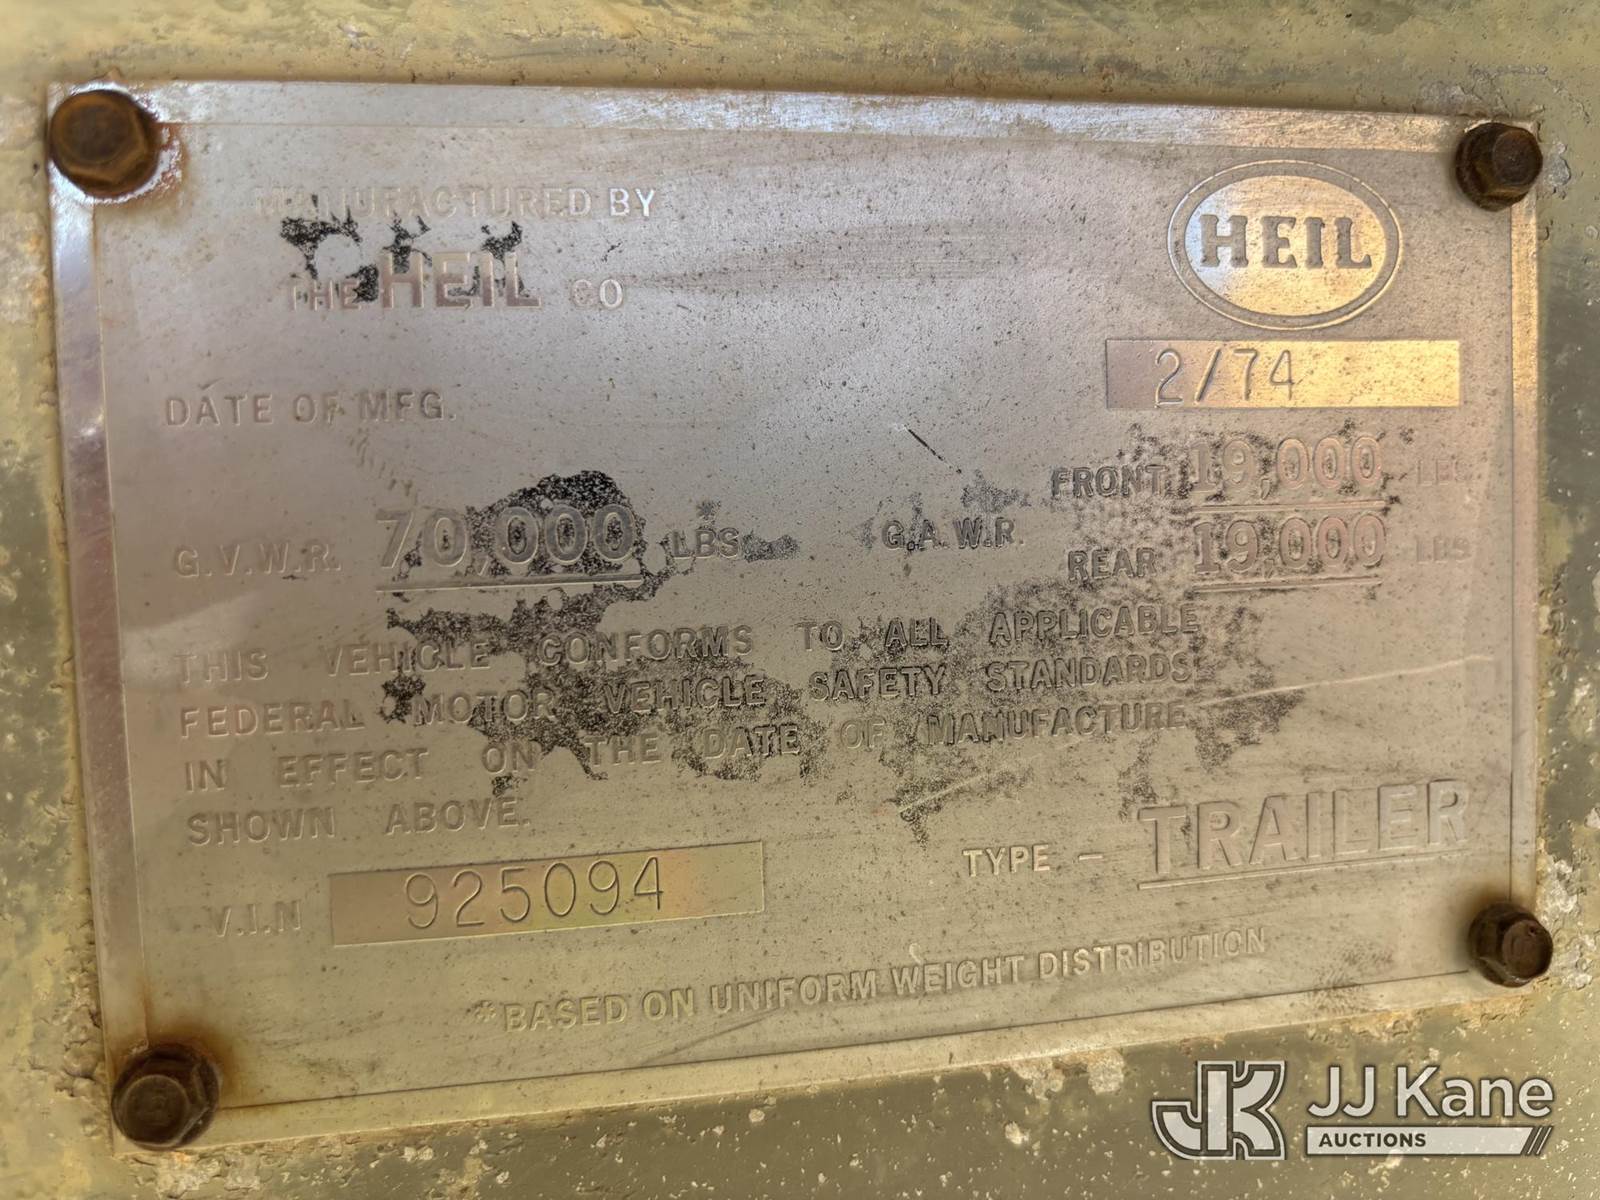 MANUFACTURED BY
THE HEIL CO
HEIL
DATE OF MFG. 2/74
G.V.W.R. 70,000 LBS* G.A.W.R. FRONT 19,000 LBS
REAR 19,000 LBS
THIS VEHICLE CONFORMS TO ALL APPLICABLE
FEDERAL MOTOR VEHICLE SAFETY STANDARDS
IN EFFECT ON THE DATE OF MANUFACTURE
SHOWN ABOVE.
TYPE - TRAILER
V.I.N 925094
*BASED ON UNIFORM WEIGHT DISTRIBUTION
JK JJ Kane
AUCTIONS